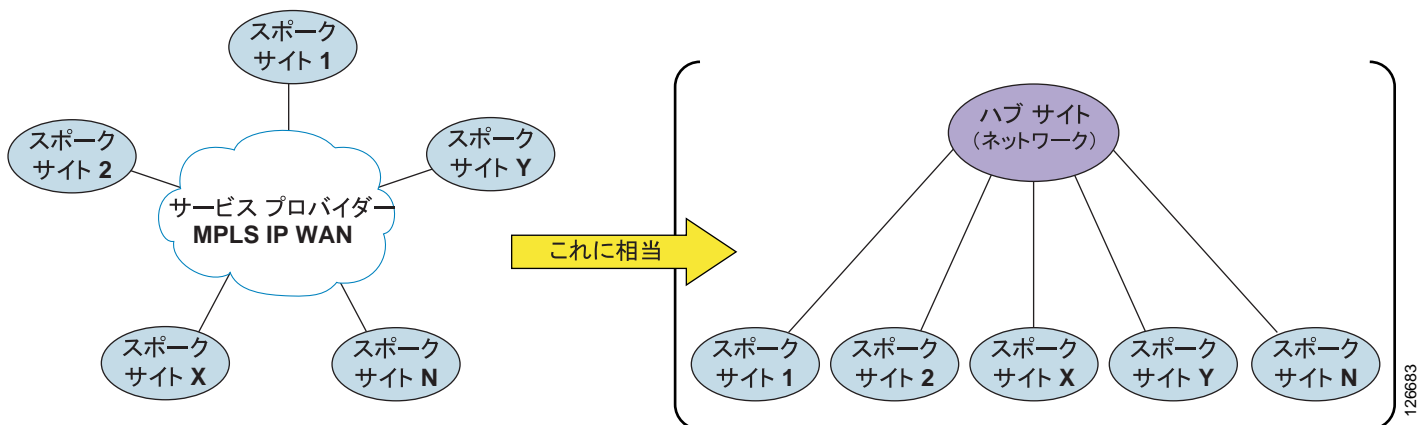 スポーク
サイト 1
スポーク
サイト 2
スポーク
サイト Y
サービス プロバイダー
MPLS IP WAN
スポーク
サイト X
スポーク
サイト N
これに相当
ハブ サイト
（ネットワーク）
スポーク
サイト 1
スポーク
サイト 2
スポーク
サイト X
スポーク
サイト Y
スポーク
サイト N
126683